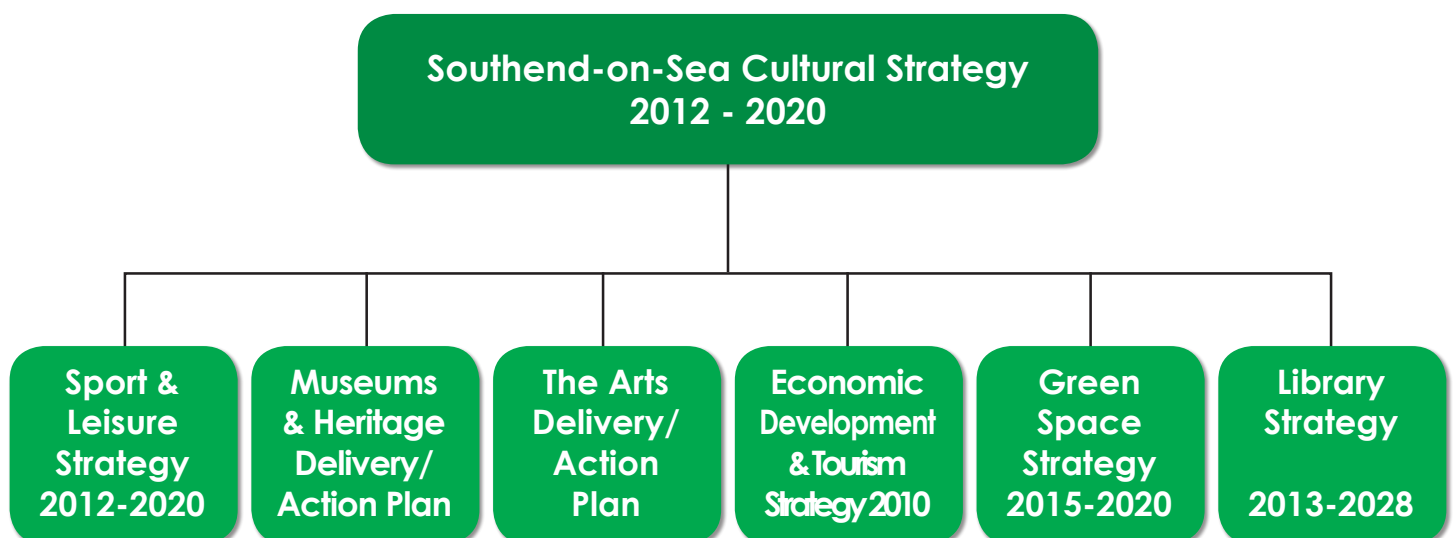 Southend-on-Sea Cultural Strategy
2012 - 2020
Sport &
Leisure
Strategy
2012-2020
Museums
& Heritage
Delivery/
Action Plan
The Arts
Delivery/
Action
Plan
Economic
Development
& Tourism
Strategy 2010
Green
Space
Strategy
2015-2020
Library
Strategy
2013-2028